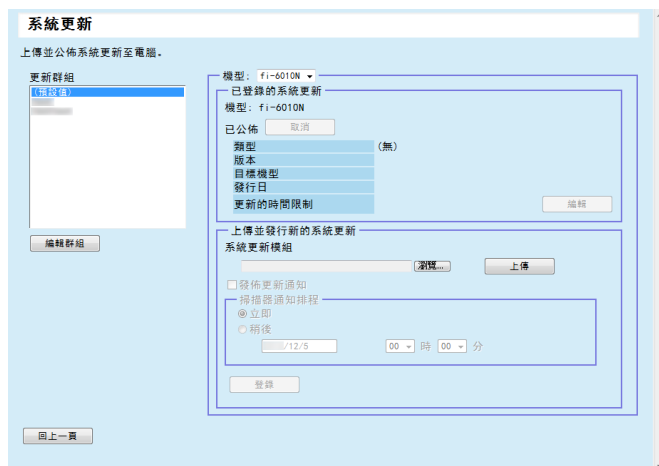 系統更新
上傳並公佈系統更新至電腦。
更新群組
(預設值)
編輯群組
機型: fi-6010N
已登錄的系統更新
機型: fi-6010N
已公佈 取消
類型 (無)
版本
目標機型
發行日
更新的時間限制 編輯
上傳並發行新的系統更新
系統更新模組
瀏覽... 上傳
發佈更新通知
掃描器通知排程
立即
稍後
/12/5 00 時 00 分
登錄
回上一頁